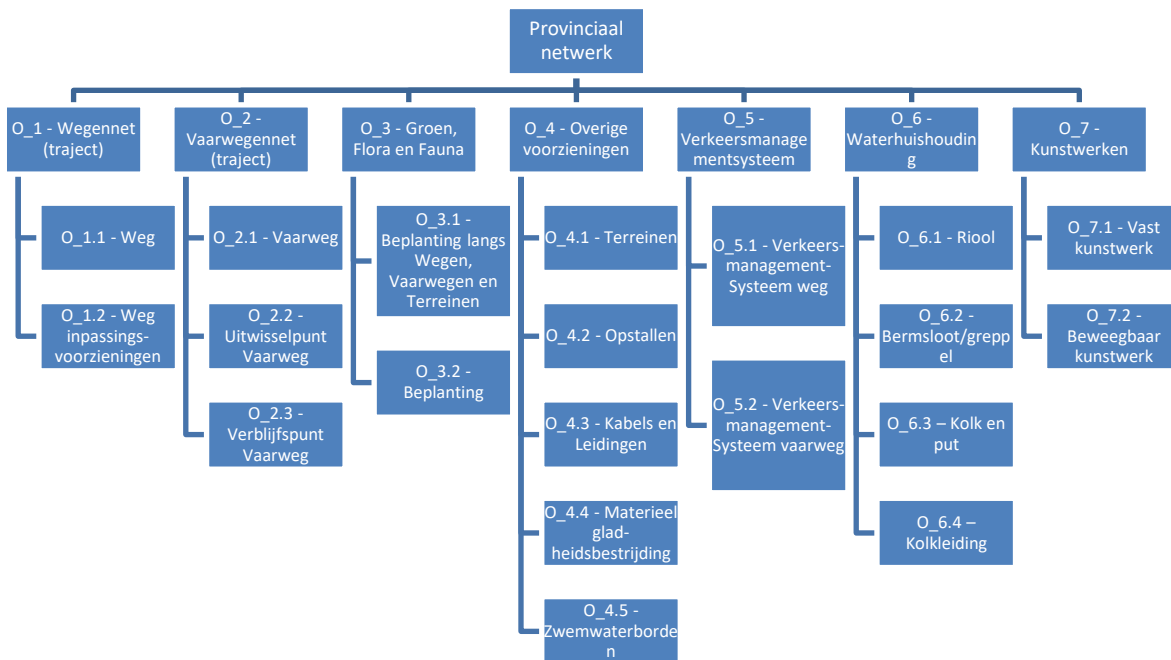 Provinciaal
netwerk
O_1 - Wegennet
(traject)
O_1.1 - Weg
O_1.2 - Weg
inpassings-
voorzieningen
O_2 -
Vaarwegennet
(traject)
O_2.1 - Vaarweg
O_2.2 -
Uitwisselpunt
Vaarweg
O_2.3 -
Verblijfspunt
Vaarweg
O_3 - Groen,
Flora en Fauna
O_3.1 -
Beplanting langs
Wegen,
Vaarwegen en
Terreinen
O_3.2 -
Beplanting
O_4 - Overige
voorzieningen
O_4.1 - Terreinen
O_4.2 - Opstallen
O_4.3 - Kabels en
Leidingen
O_4.4 - Materieel
glad-
heidsbestrijding
O_4.5 -
Zwemwaterborde
n
O_5 -
Verkeersmanage
mentsysteem
O_5.1 - Verkeers-
management-
Systeem weg
O_5.2 - Verkeers-
management-
Systeem vaarweg
O_6 -
Waterhuishoudin
g
O_6.1 - Riool
O_6.2 -
Bermsloot/grepp
el
O_6.3 – Kolk en
put
O_6.4 –
Kolkleiding
O_7 -
Kunstwerken
O_7.1 - Vast
kunstwerk
O_7.2 -
Beweegbaar
kunstwerk